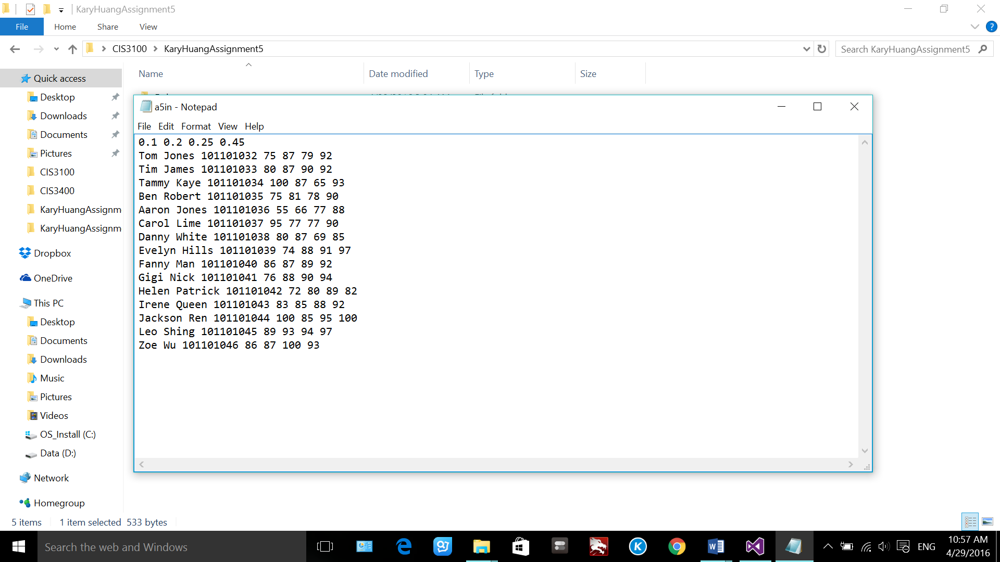 KaryHuangAssignment5
File Home Share View
CIS3100 KaryHuangAssignment5
Search KaryHuangAssignment5
Name Date modified Type Size
Quick access
Desktop
Downloads
Documents
Pictures
CIS3100
CIS3400
KaryHuangAssignm
KaryHuangAssignm
Dropbox
OneDrive
This PC
Desktop
Documents
Downloads
Music
Pictures
Videos
OS_Install (C:)
Data (D:)
Network
Homegroup
a5in - Notepad
File Edit Format View Help
0.1 0.2 0.25 0.45
Tom Jones 101101032 75 87 79 92
Tim James 101101033 80 87 90 92
Tammy Kaye 101101034 100 87 65 93
Ben Robert 101101035 75 81 78 90
Aaron Jones 101101036 55 66 77 88
Carol Lime 101101037 95 77 77 90
Danny White 101101038 80 87 69 85
Evelyn Hills 101101039 74 88 91 97
Fanny Man 101101040 86 87 89 92
Gigi Nick 101101041 76 88 90 94
Helen Patrick 101101042 72 80 89 82
Irene Queen 101101043 83 85 88 92
Jackson Ren 101101044 100 85 95 100
Leo Shing 101101045 89 93 94 97
Zoe Wu 101101046 86 87 100 93
5 items 1 item selected 533 bytes
Search the web and Windows
ENG
10:57 AM
4/29/2016